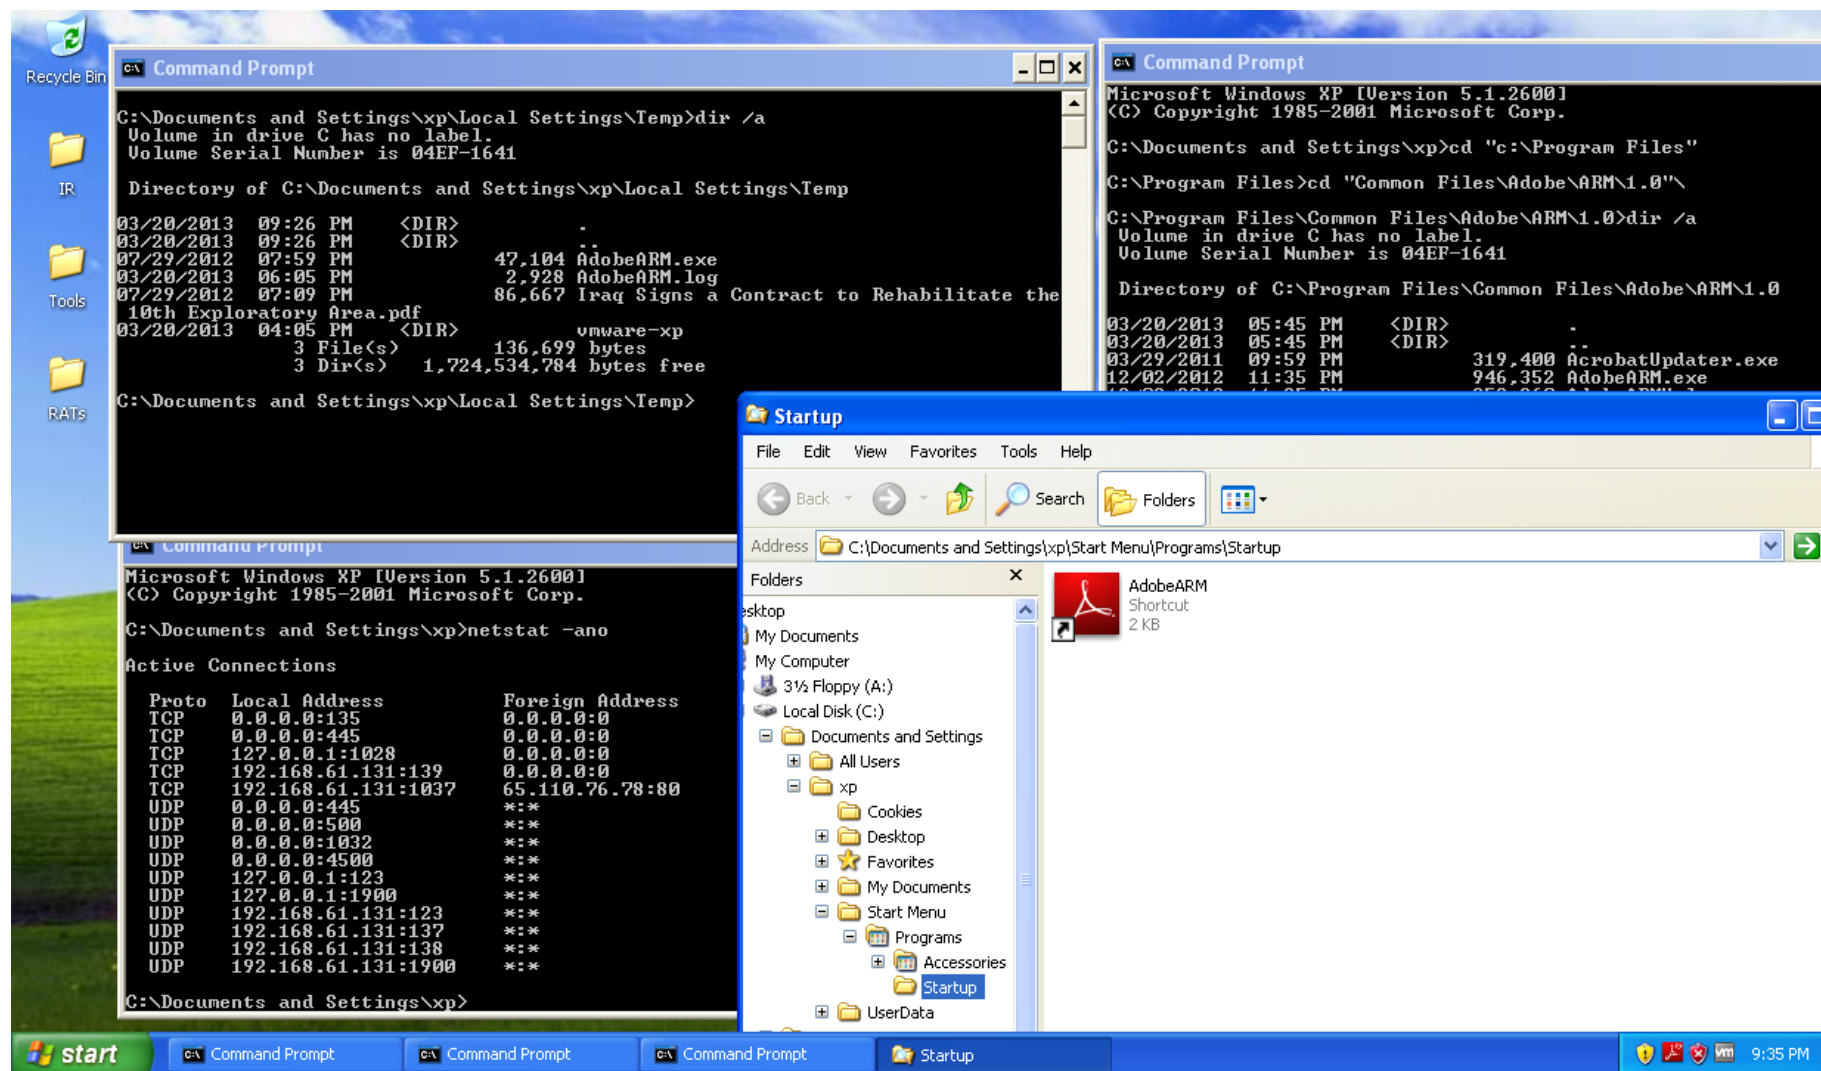 Recycle Bin
IR
Tools
RATs
Command Prompt
C:\Documents and Settings\xp\Local Settings\Temp>dir /a
Volume in drive C has no label.
Volume Serial Number is 04EF-1641
Directory of C:\Documents and Settings\xp\Local Settings\Temp
03/20/2013 09:26 PM <DIR> .
03/20/2013 09:26 PM <DIR> ..
07/29/2012 07:59 PM 47,104 AdobeARM.exe
03/20/2013 06:05 PM 2,928 AdobeARM.log
07/29/2012 07:09 PM 86,667 Iraq Signs a Contract to Rehabilitate the
10th Exploratory Area.pdf
03/20/2013 04:05 PM <DIR> vmware-xp
3 File(s) 136,699 bytes
3 Dir(s) 1,724,534,784 bytes free
C:\Documents and Settings\xp\Local Settings\Temp>
Command Prompt
Microsoft Windows XP [Version 5.1.2600]
(C) Copyright 1985-2001 Microsoft Corp.
C:\Documents and Settings\xp>cd "c:\Program Files"
C:\Program Files>cd "Common Files\Adobe\ARM\1.0"\
C:\Program Files\Common Files\Adobe\ARM\1.0>dir /a
Volume in drive C has no label.
Volume Serial Number is 04EF-1641
Directory of C:\Program Files\Common Files\Adobe\ARM\1.0
03/20/2013 05:45 PM <DIR> .
03/20/2013 05:45 PM <DIR> ..
03/29/2011 09:59 PM 319,400 AcrobatUpdater.exe
12/02/2012 11:35 PM 946,352 AdobeARM.exe
Command Prompt
Microsoft Windows XP [Version 5.1.2600]
(C) Copyright 1985-2001 Microsoft Corp.
C:\Documents and Settings\xp>netstat -ano
Active Connections
Proto Local Address Foreign Address
TCP 0.0.0.0:135 0.0.0.0:0
TCP 0.0.0.0:445 0.0.0.0:0
TCP 127.0.0.1:1028 0.0.0.0:0
TCP 192.168.61.131:139 0.0.0.0:0
TCP 192.168.61.131:1037 65.110.76.78:80
UDP 0.0.0.0:445 *:*
UDP 0.0.0.0:500 *:*
UDP 0.0.0.0:1032 *:*
UDP 0.0.0.0:4500 *:*
UDP 127.0.0.1:123 *:*
UDP 127.0.0.1:1900 *:*
UDP 192.168.61.131:123 *:*
UDP 192.168.61.131:137 *:*
UDP 192.168.61.131:138 *:*
UDP 192.168.61.131:1900 *:*
C:\Documents and Settings\xp>
Startup
File Edit View Favorites Tools Help
Back Search Folders
Address C:\Documents and Settings\xp\Start Menu\Programs\Startup
Folders
esktop
My Documents
My Computer
3½ Floppy (A:)
Local Disk (C:)
Documents and Settings
All Users
xp
Cookies
Desktop
Favorites
My Documents
Start Menu
Programs
Accessories
Startup
UserData
AdobeARM
Shortcut
2 KB
start
Command Prompt
Command Prompt
Command Prompt
Startup
vm
9:35 PM